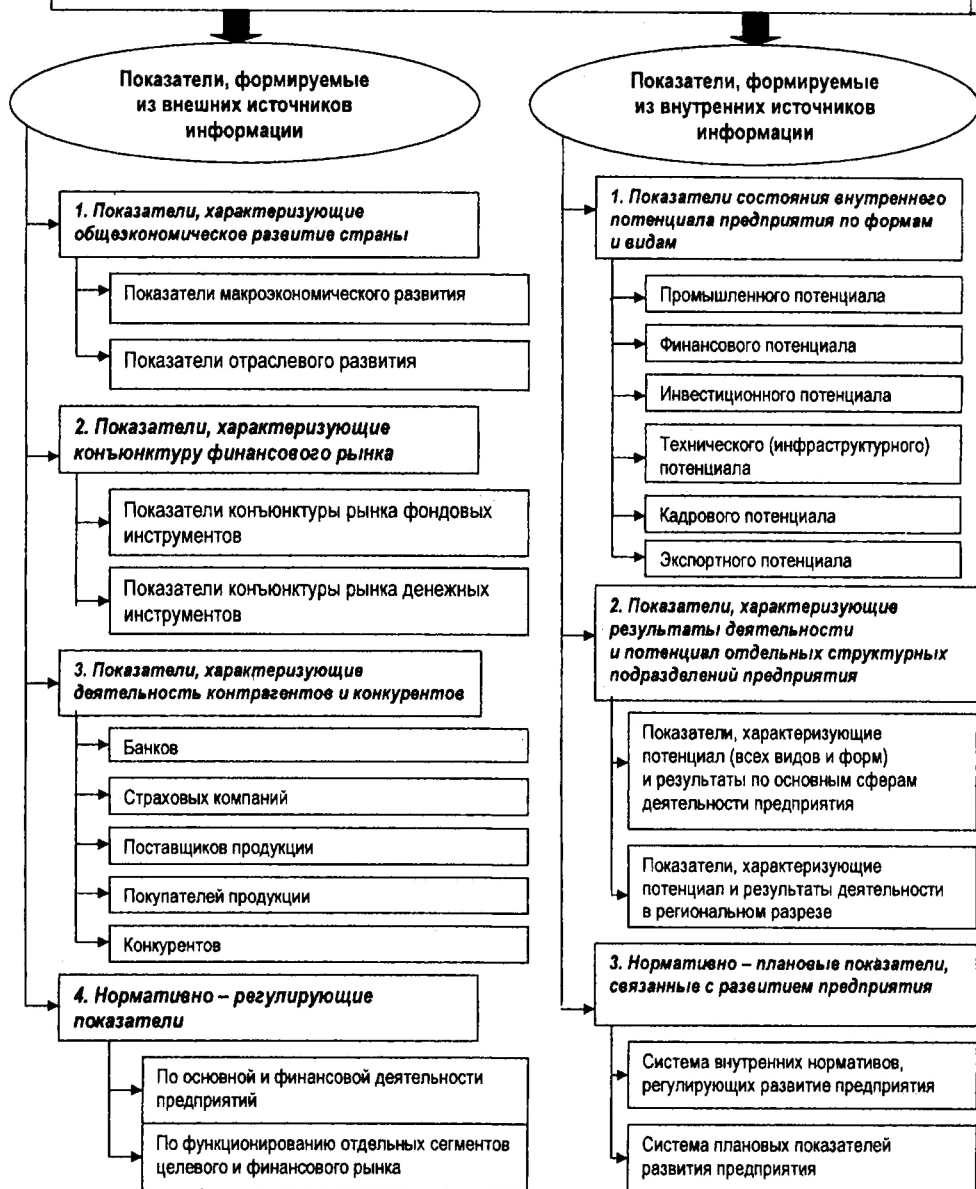 Показатели, формируемые
из внешних источников
информации
1. Показатели, характеризующие
общеэкономическое развитие страны
Показатели макроэкономического развития
Показатели отраслевого развития
2. Показатели, характеризующие
конъюнктуру финансового рынка
Показатели конъюнктуры рынка фондовых
инструментов
Показатели конъюнктуры рынка денежных
инструментов
3. Показатели, характеризующие
деятельность контрагентов и конкурентов
Банков
Страховых компаний
Поставщиков продукции
Покупателей продукции
Конкурентов
4. Нормативно – регулирующие
показатели
По основной и финансовой деятельности
предприятий
По функционированию отдельных сегментов
целевого и финансового рынка
Показатели, формируемые
из внутренних источников
информации
1. Показатели состояния внутреннего
потенциала предприятия по формам
и видам
Промышленного потенциала
Финансового потенциала
Инвестиционного потенциала
Технического (инфраструктурного)
потенциала
Кадрового потенциала
Экспортного потенциала
2. Показатели, характеризующие
результаты деятельности
и потенциал отдельных структурных
подразделений предприятия
Показатели, характеризующие
потенциал (всех видов и форм)
и результаты по основным сферам
деятельности предприятия
Показатели, характеризующие
потенциал и результаты деятельности
в региональном разрезе
3. Нормативно – плановые показатели,
связанные с развитием предприятия
Система внутренних нормативов,
регулирующих развитие предприятия
Система плановых показателей
развития предприятия